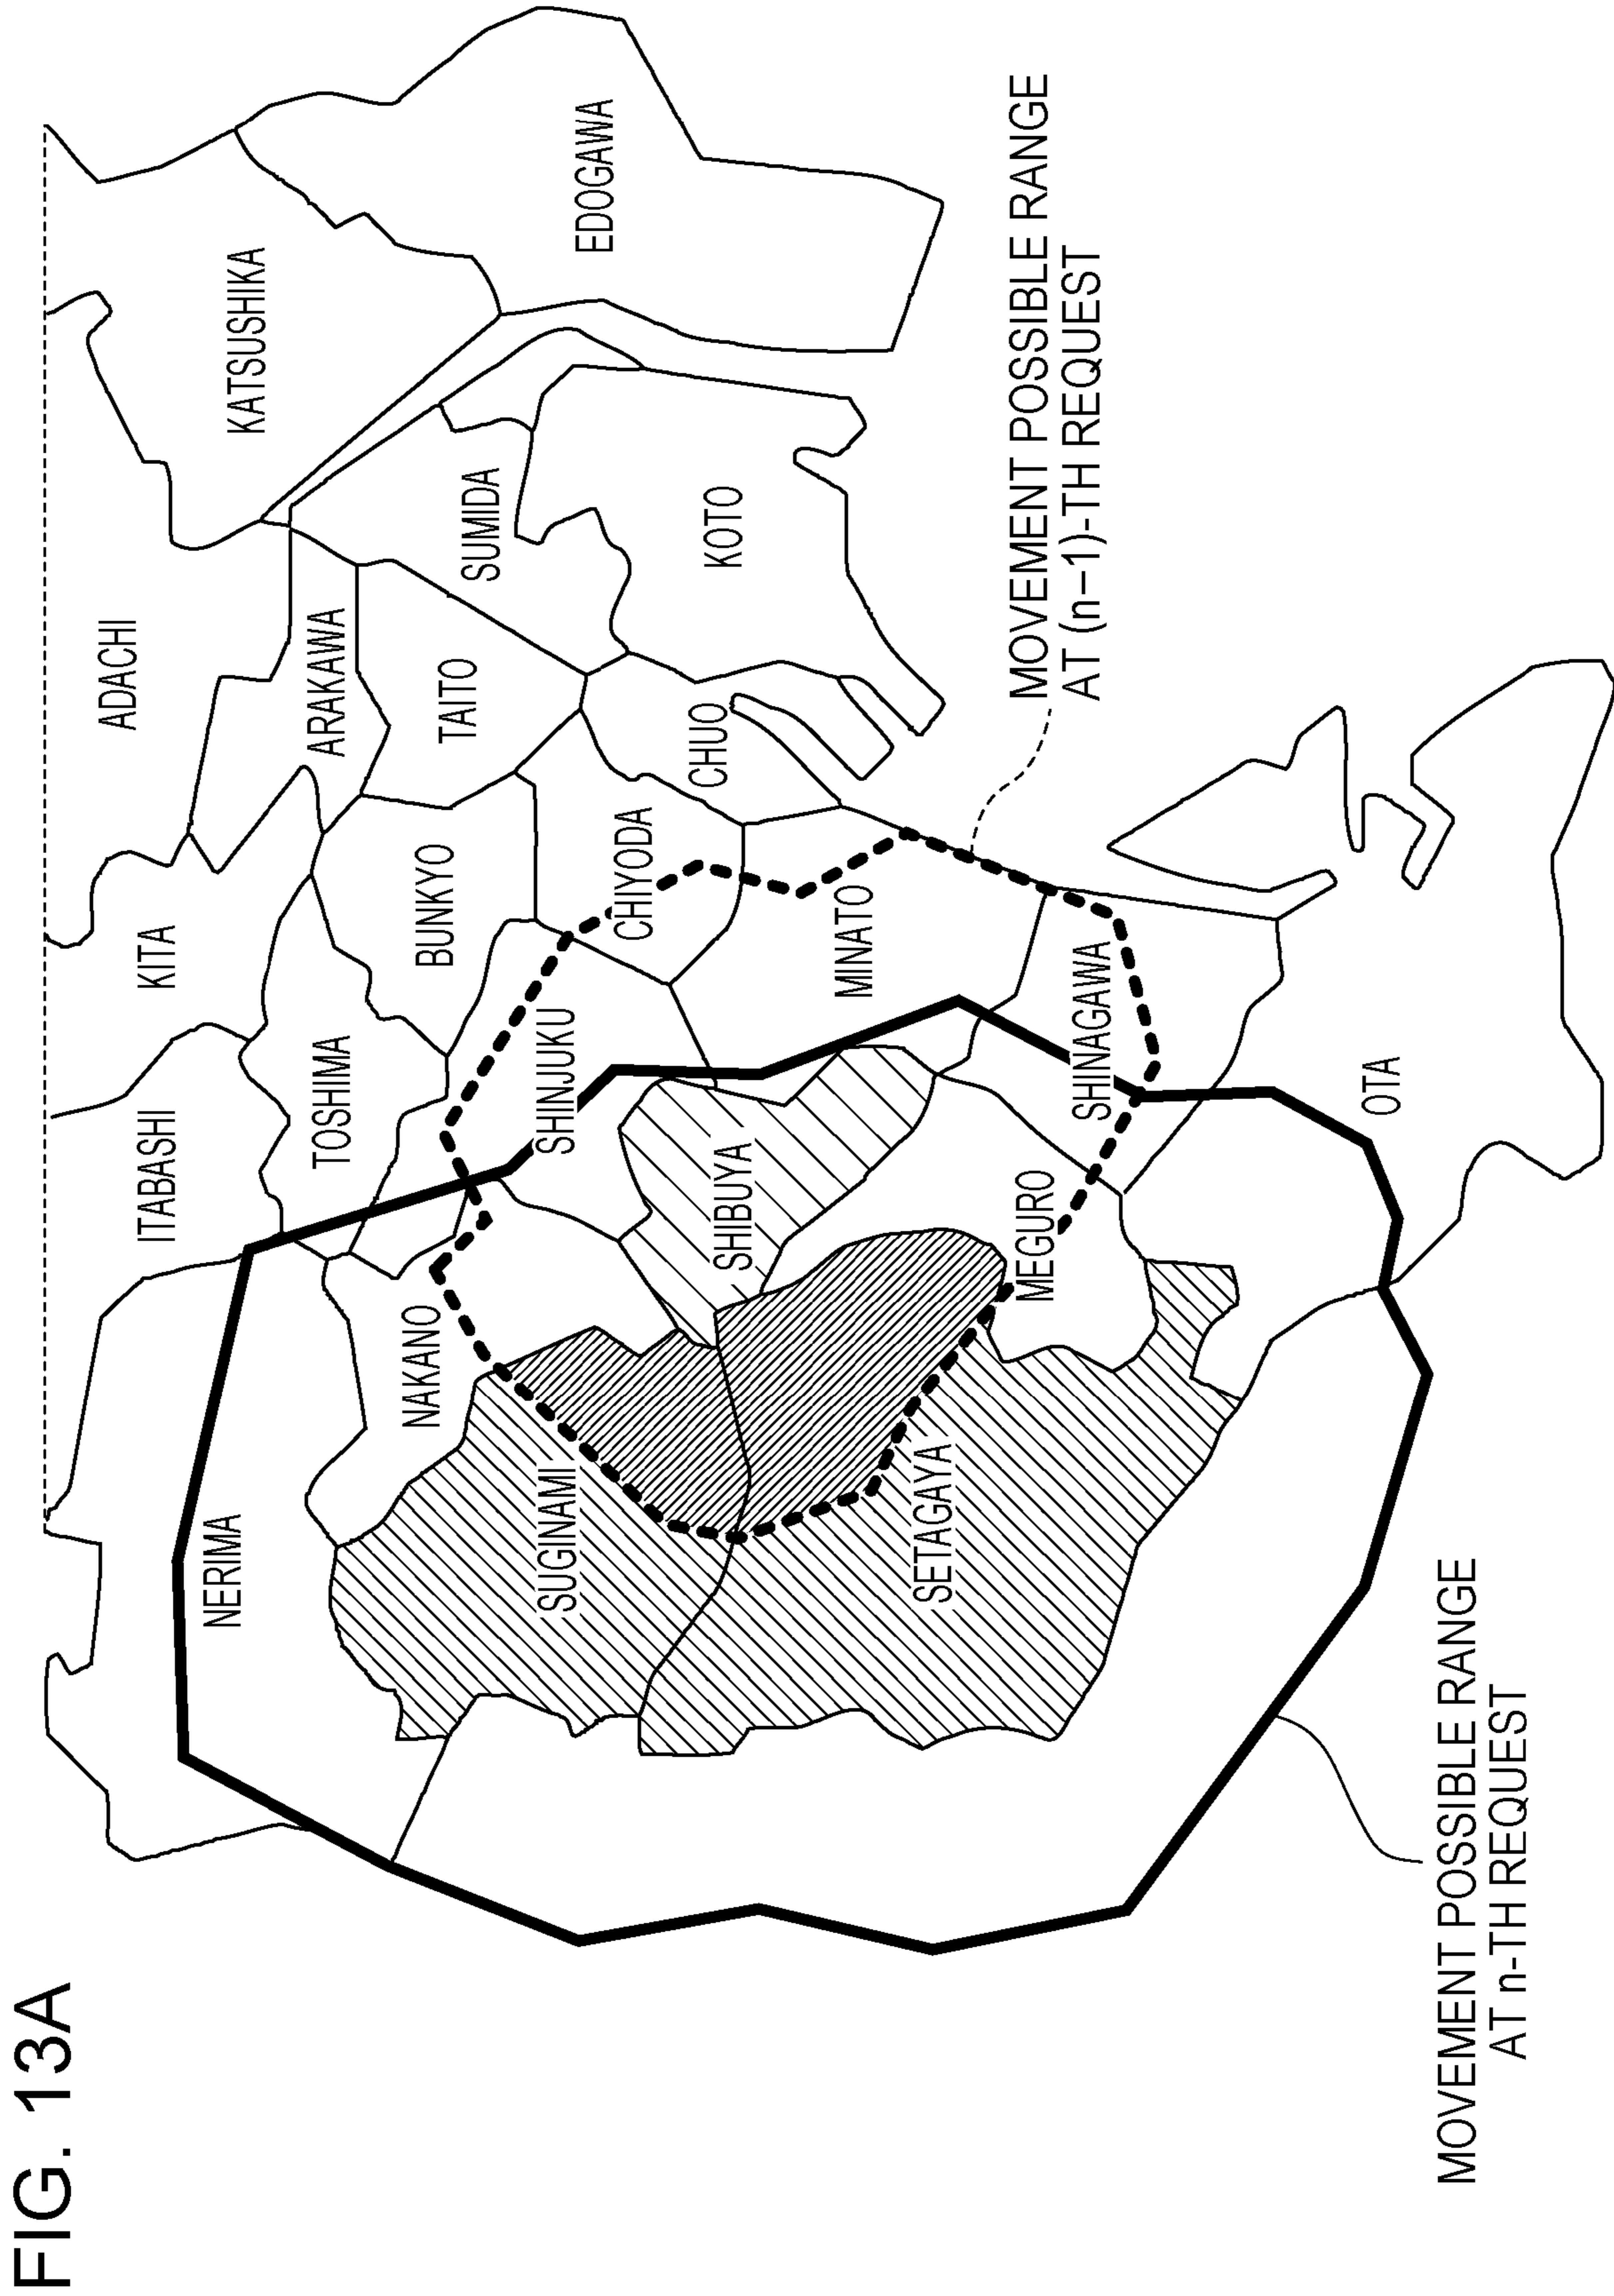 FIG. 13A
ADACHI
KATSUSHIKA
KITA
ITABASHI
ARAKAWA
NERIMA
TOSHIMA
BUNKYO
TAITO
SUMIDA
EDOGAWA
NAKANO
SHINJUKU
CHIYODA
SUGINAMI
CHUO
KOTO
SHIBUYA
MINATO
SETAGAYA
MEGURO
SHINAGAWA
MOVEMENT POSSIBLE RANGE
AT (n−1)-TH REQUEST
OTA
MOVEMENT POSSIBLE RANGE
AT n-TH REQUEST